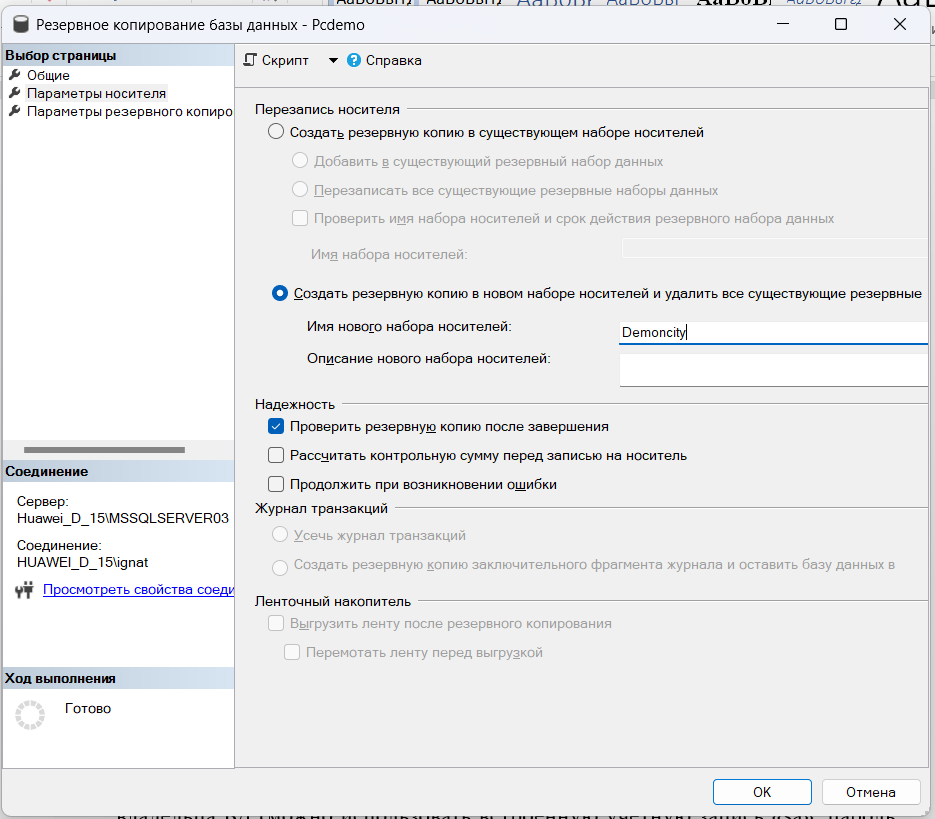 Резервное копирование базы данных - Pcdemo
Выбор страницы
Общие
Параметры носителя
Параметры резервного копиро
Скрипт
Справка
Перезапись носителя
Создать резервную копию в существующем наборе носителей
Добавить в существующий резервный набор данных
Перезаписать все существующие резервные наборы данных
Проверить имя набора носителей и срок действия резервного набора данных
Имя набора носителей:
Создать резервную копию в новом наборе носителей и удалить все существующие резервные
Имя нового набора носителей:
Demoncity
Описание нового набора носителей:
Надежность
Проверить резервную копию после завершения
Рассчитать контрольную сумму перед записью на носитель
Продолжить при возникновении ошибки
Журнал транзакций
Усечь журнал транзакций
Создать резервную копию заключительного фрагмента журнала и оставить базу данных в
Ленточный накопитель
Выгрузить ленту после резервного копирования
Перемотать ленту перед выгрузкой
Соединение
Сервер:
Huawei_D_15\MSSQLSERVER03
Соединение:
HUAWEI_D_15\ignat
Просмотреть свойства соеди
Ход выполнения
Готово
OK
Отмена